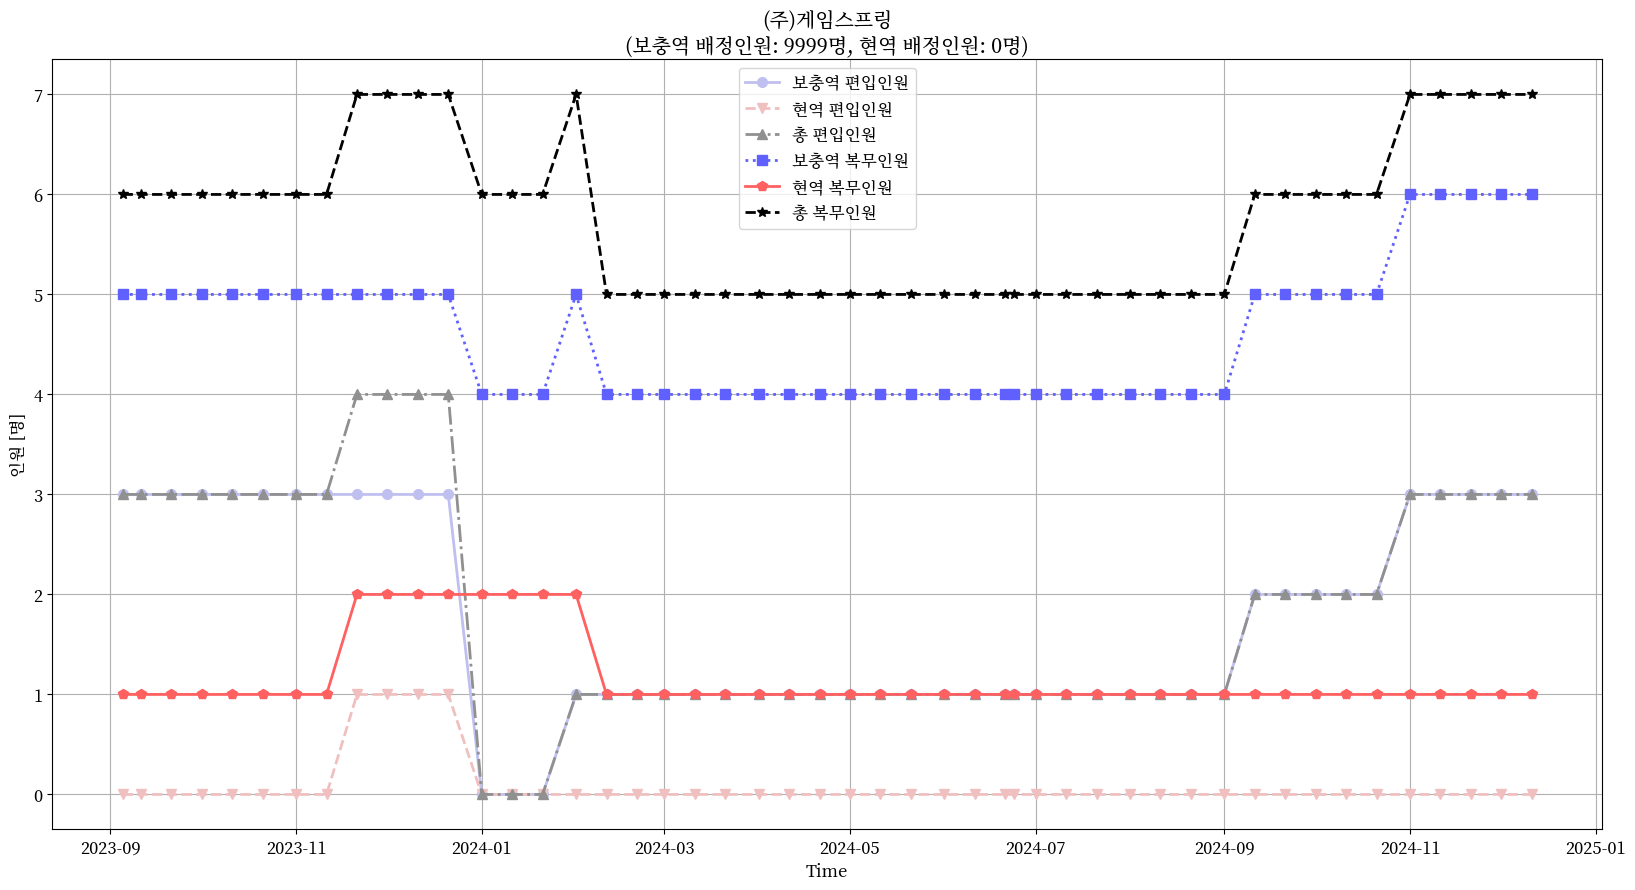 (주)게임스프링
(보충역 배정인원: 9999명, 현역 배정인원: 0명)
보충역 편입인원
현역 편입인원
총 편입인원
보충역 복무인원
현역 복무인원
총 복무인원
인원 [명]
7
6
5
4
3
2
1
0
2023-09
2023-11
2024-01
2024-03
2024-05
2024-07
2024-09
2024-11
2025-01
Time